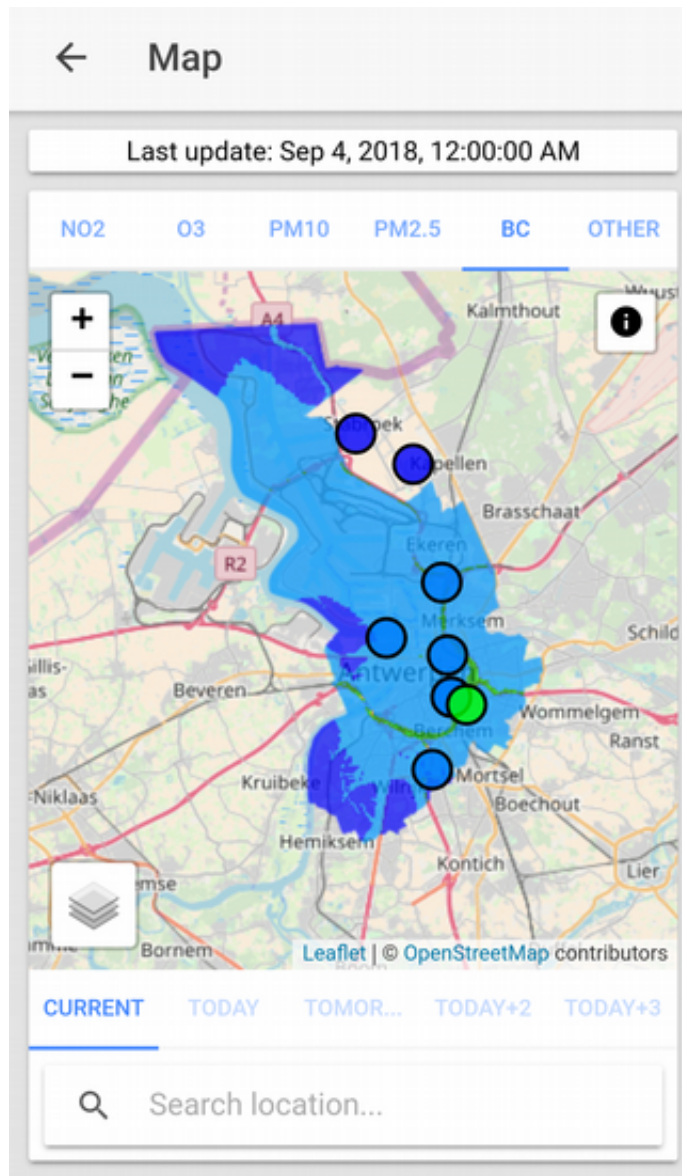 Map
Last update: Sep 4, 2018, 12:00:00 AM
NO2 O3 PM10 PM2.5 BC OTHER
+
A4
Kalmthout
−
Kapellen
Brasschaat
Ekeren
R2
Merksem
Schild
Beveren
Wommelgem
Berchem
Ranst
Kruibeke
Mortsel
Niklaas
Boechout
Hemiksem
Kontich
Lier
Bornem
Leaflet | © OpenStreetMap contributors
CURRENT TODAY TOMOR... TODAY+2 TODAY+3
Search location...